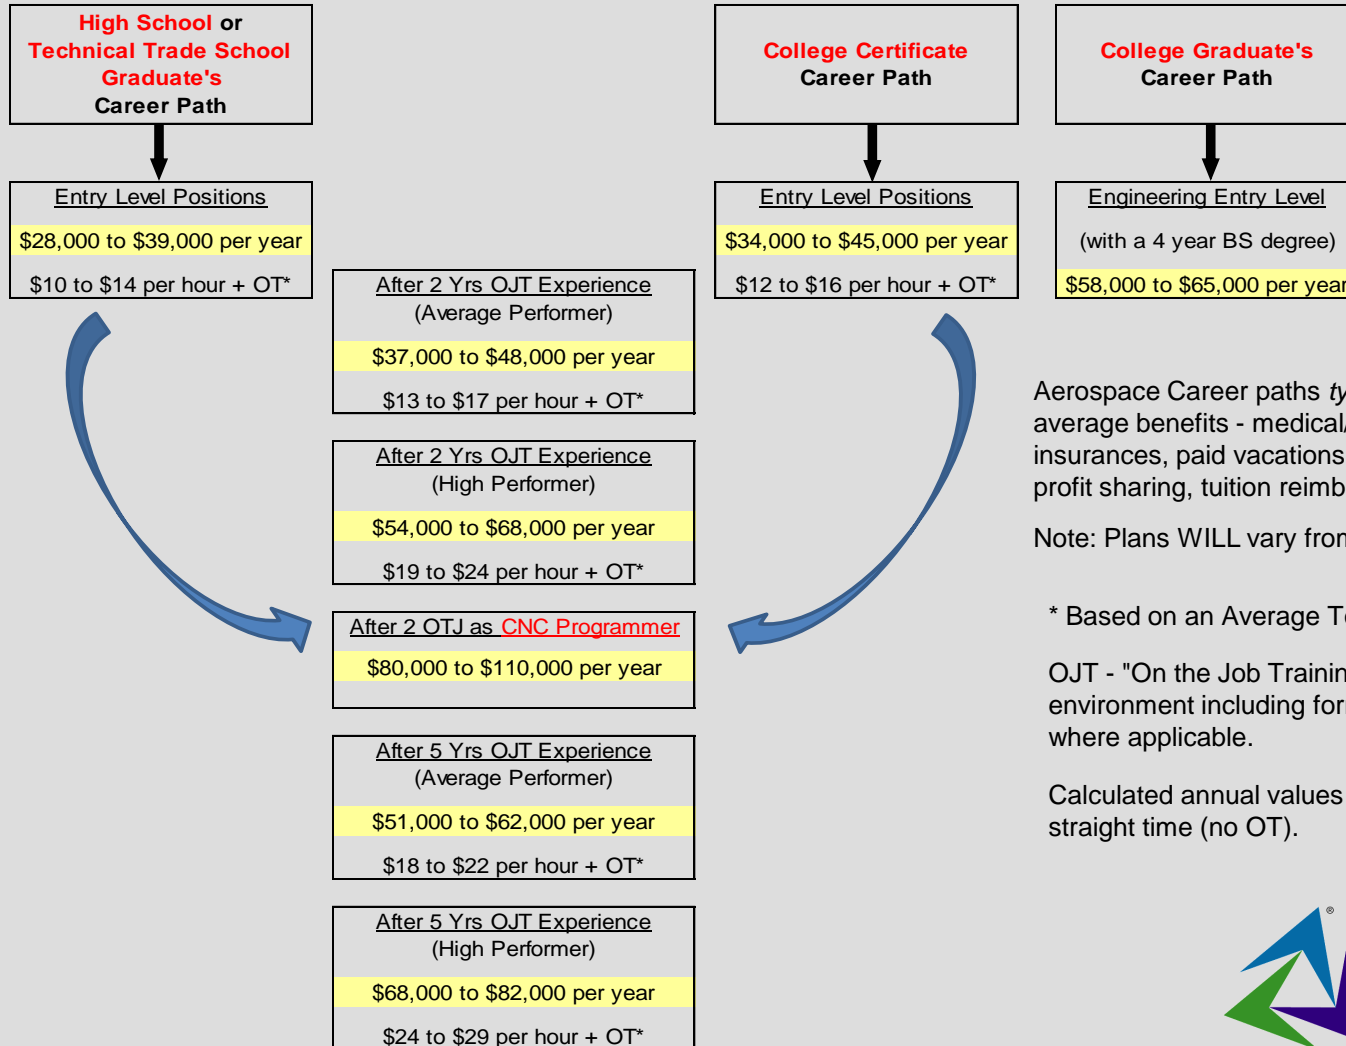 High School or
Technical Trade School
Graduate's
Career Path
College Certificate
Career Path
College Graduate's
Career Path
Entry Level Positions
$28,000 to $39,000 per year
$10 to $14 per hour + OT*
Entry Level Positions
$34,000 to $45,000 per year
$12 to $16 per hour + OT*
Engineering Entry Level
(with a 4 year BS degree)
$58,000 to $65,000 per year
After 2 Yrs OJT Experience
(Average Performer)
$37,000 to $48,000 per year
$13 to $17 per hour + OT*
After 2 Yrs OJT Experience
(High Performer)
$54,000 to $68,000 per year
$19 to $24 per hour + OT*
After 2 OTJ as CNC Programmer
$80,000 to $110,000 per year
After 5 Yrs OJT Experience
(Average Performer)
$51,000 to $62,000 per year
$18 to $22 per hour + OT*
After 5 Yrs OJT Experience
(High Performer)
$68,000 to $82,000 per year
$24 to $29 per hour + OT*
Aerospace Career paths
average benefits - medical/
insurances, paid vacations
profit sharing, tuition
Note: Plans WILL vary
* Based on an Average
OJT - "On the Job
environment including
where applicable.
Calculated annual values
straight time (no OT).
®